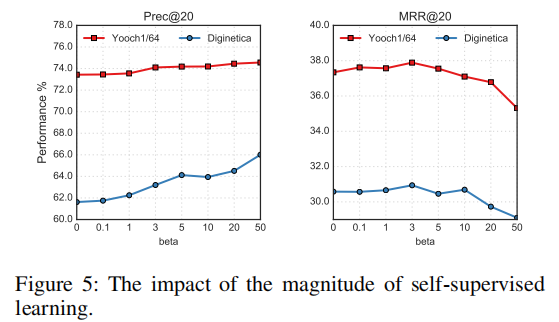 Prec@20
78.0
76.0
74.0
72.0
70.0
68.0
66.0
64.0
62.0
60.0
Performance %
Yooch1/64 Diginetica
0 0.1 1 3 5 10 20 50
beta
MRR@20
40.0
38.0
36.0
34.0
32.0
30.0
Yooch1/64 Diginetica
0 0.1 1 3 5 10 20 50
beta
Figure 5: The impact of the magnitude of self-supervised
learning.